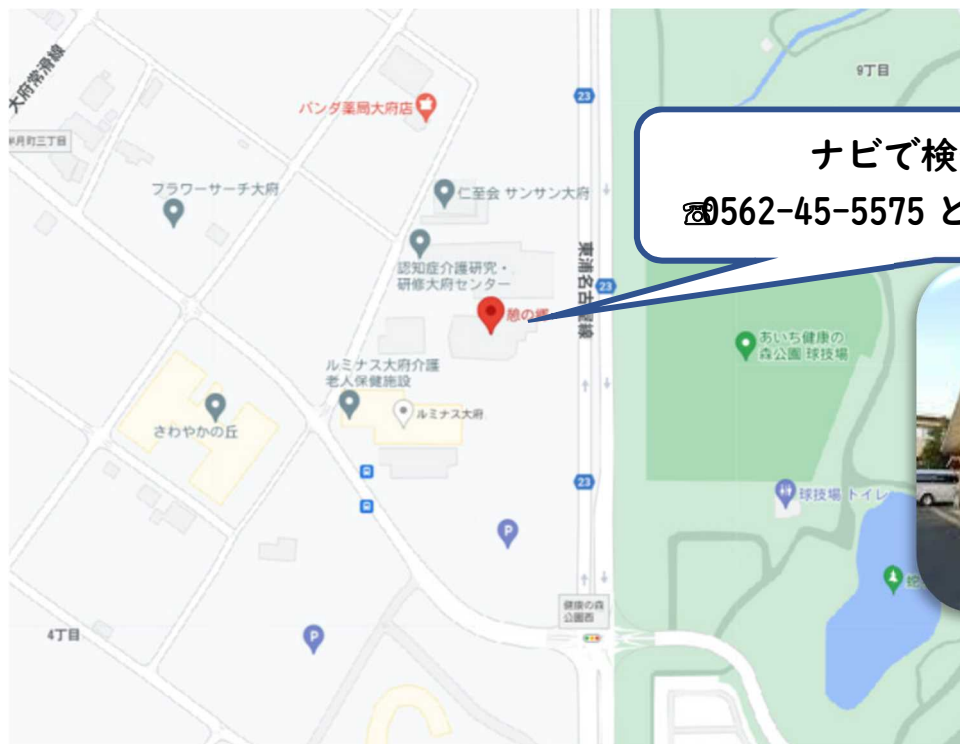 大府常滑線
半月町三丁目
パンダ薬局大府店
23
9丁目
ナビで検
☎0562-45-5575 と
フラワーサーチ大府
仁至会 サンサン大府
認知症介護研究・
研修大府センター
東浦名古屋線
23
憩の郷
あいち健康の
森公園 球技場
ルミナス大府介護
老人保健施設
ルミナス大府
さわやかの丘
23
球技場 トイレ
P
健康の森
公園西
4丁目
P